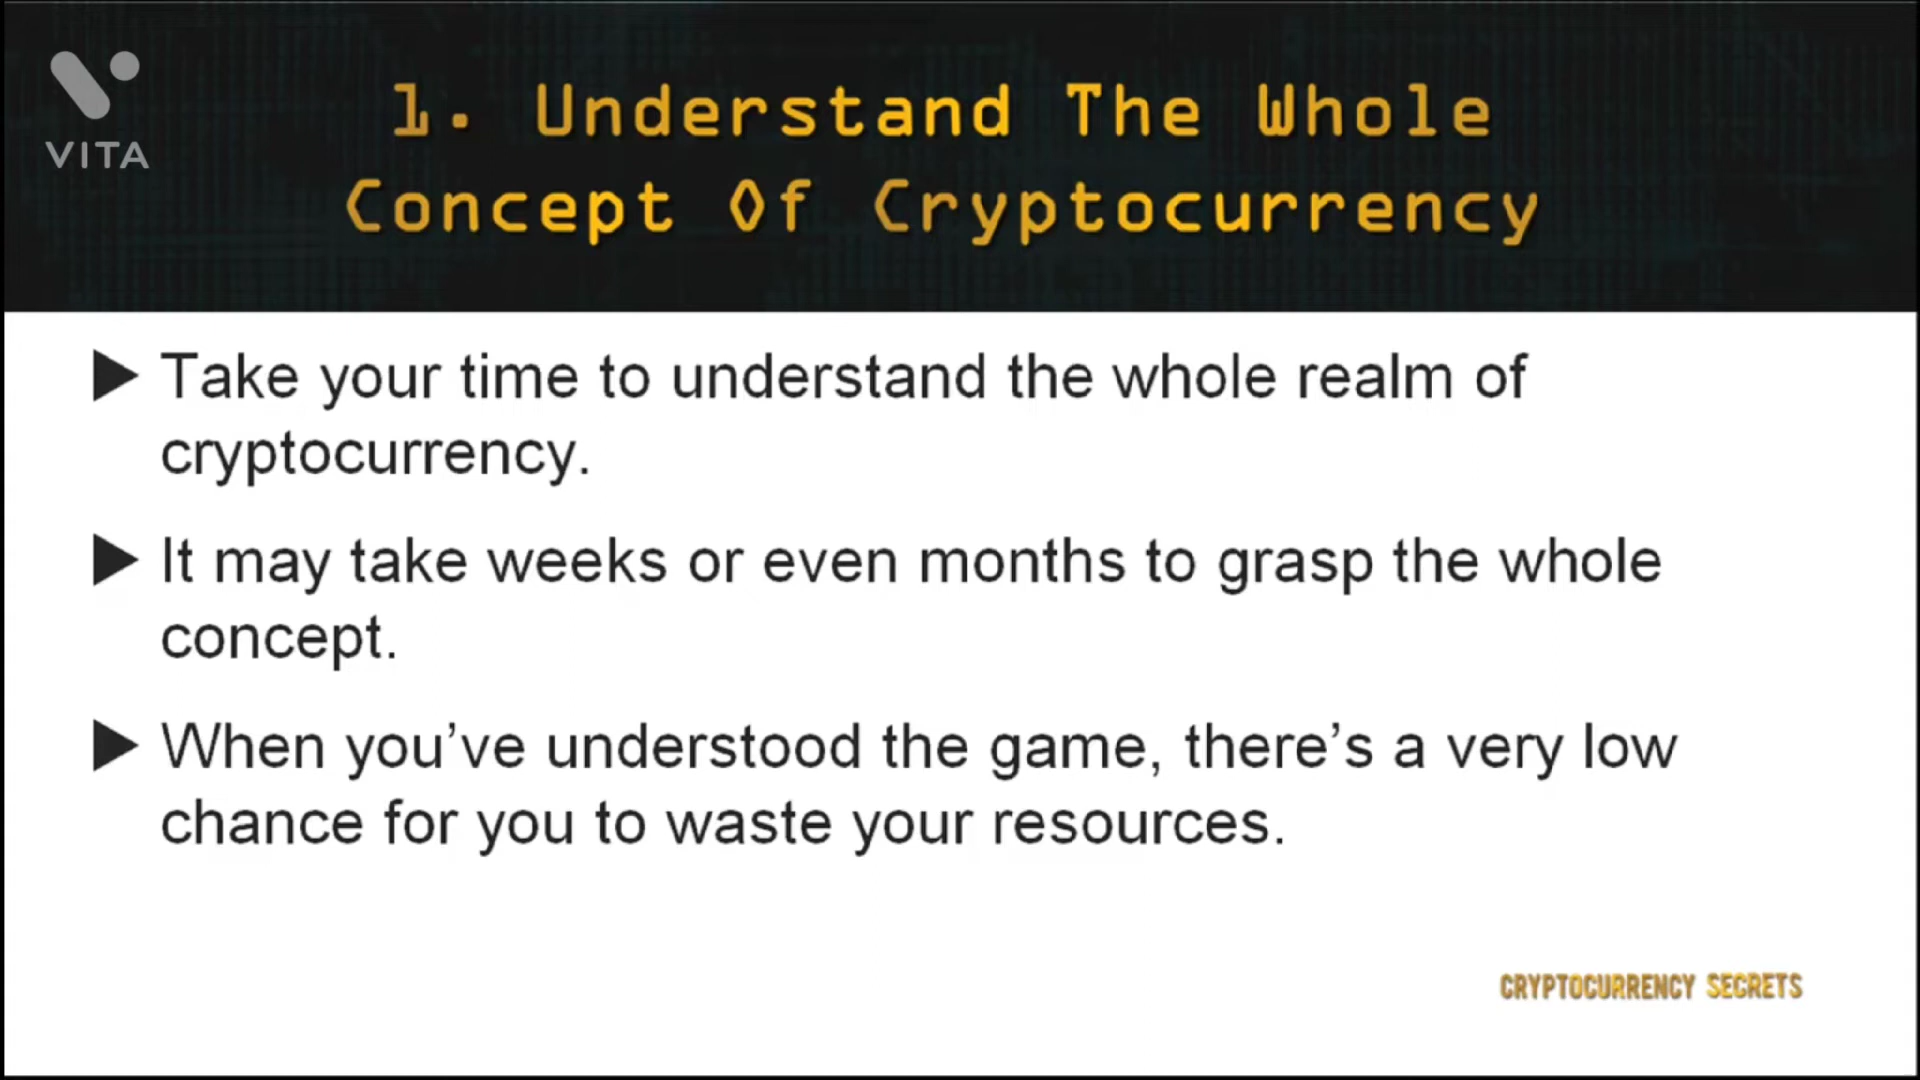 VITA
1. Understand The Whole
Concept Of Cryptocurrency
Take your time to understand the whole realm of
cryptocurrency.
It may take weeks or even months to grasp the whole
concept.
When you’ve understood the game, there’s a very low
chance for you to waste your resources.
CRYPTOCURRENCY SECRETS